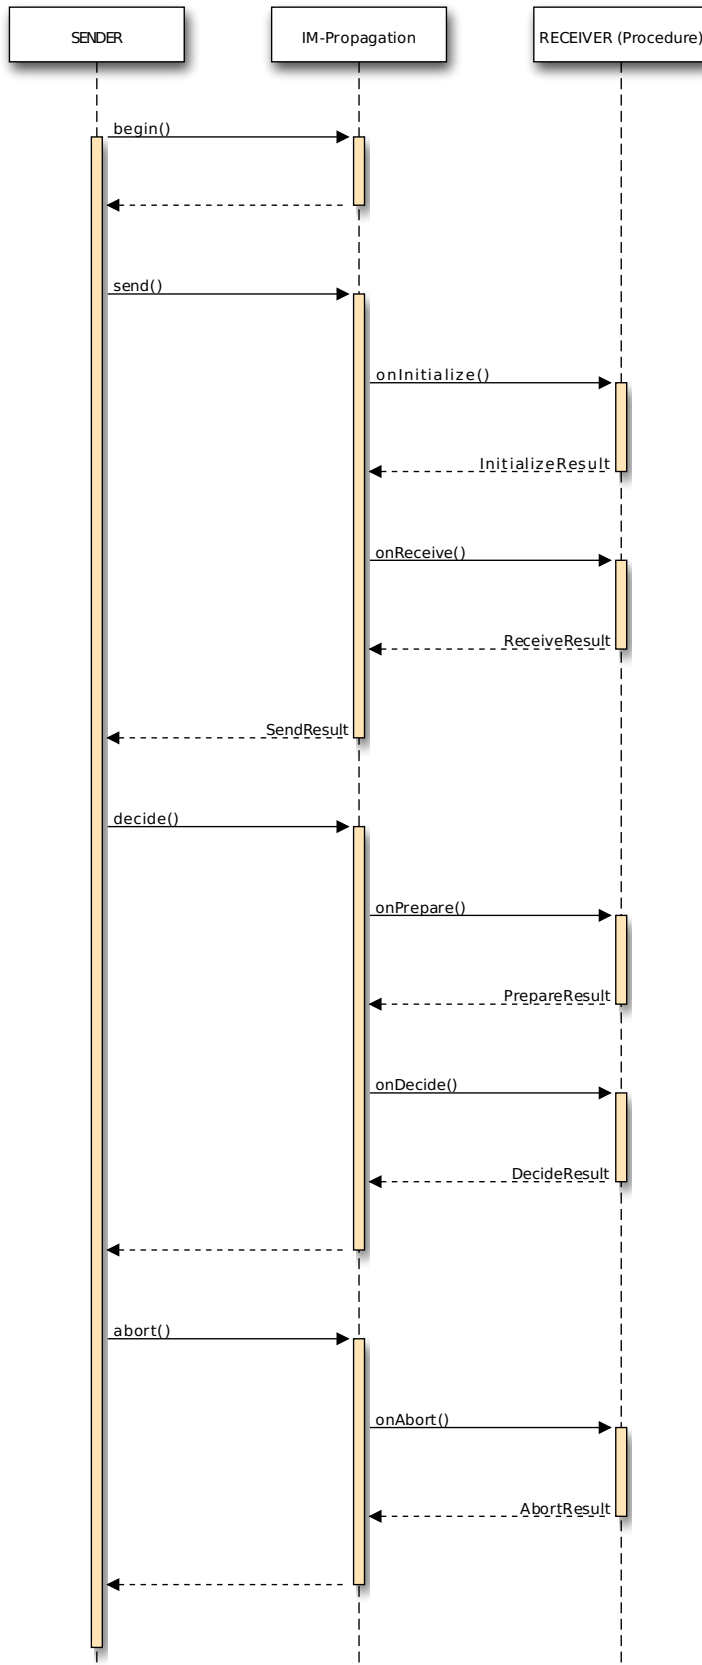 SENDER
IM-Propagation
RECEIVER (Procedure)
begin()
send()
onInitialize()
InitializeResult
onReceive()
ReceiveResult
SendResult
decide()
onPrepare()
PrepareResult
onDecide()
DecideResult
abort()
onAbort()
AbortResult